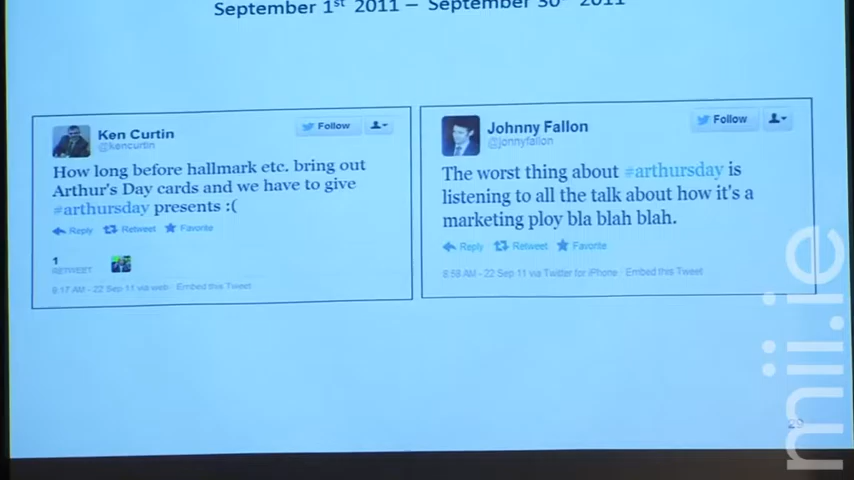 September 1st 2011 – September 30th 2011
Ken Curtin
@kencurtin
Follow
How long before hallmark etc. bring out
Arthur's Day cards and we have to give
#arthursday presents :(
Reply Retweet Favorite
1
RETWEET
9:17 AM - 22 Sep 11 via web · Embed this Tweet
Johnny Fallon
@jonnyfallon
Follow
The worst thing about #arthursday is
listening to all the talk about how it's a
marketing ploy bla blah blah.
Reply Retweet Favorite
8:58 AM - 22 Sep 11 via Twitter for iPhone · Embed this Tweet
29
mii.ie